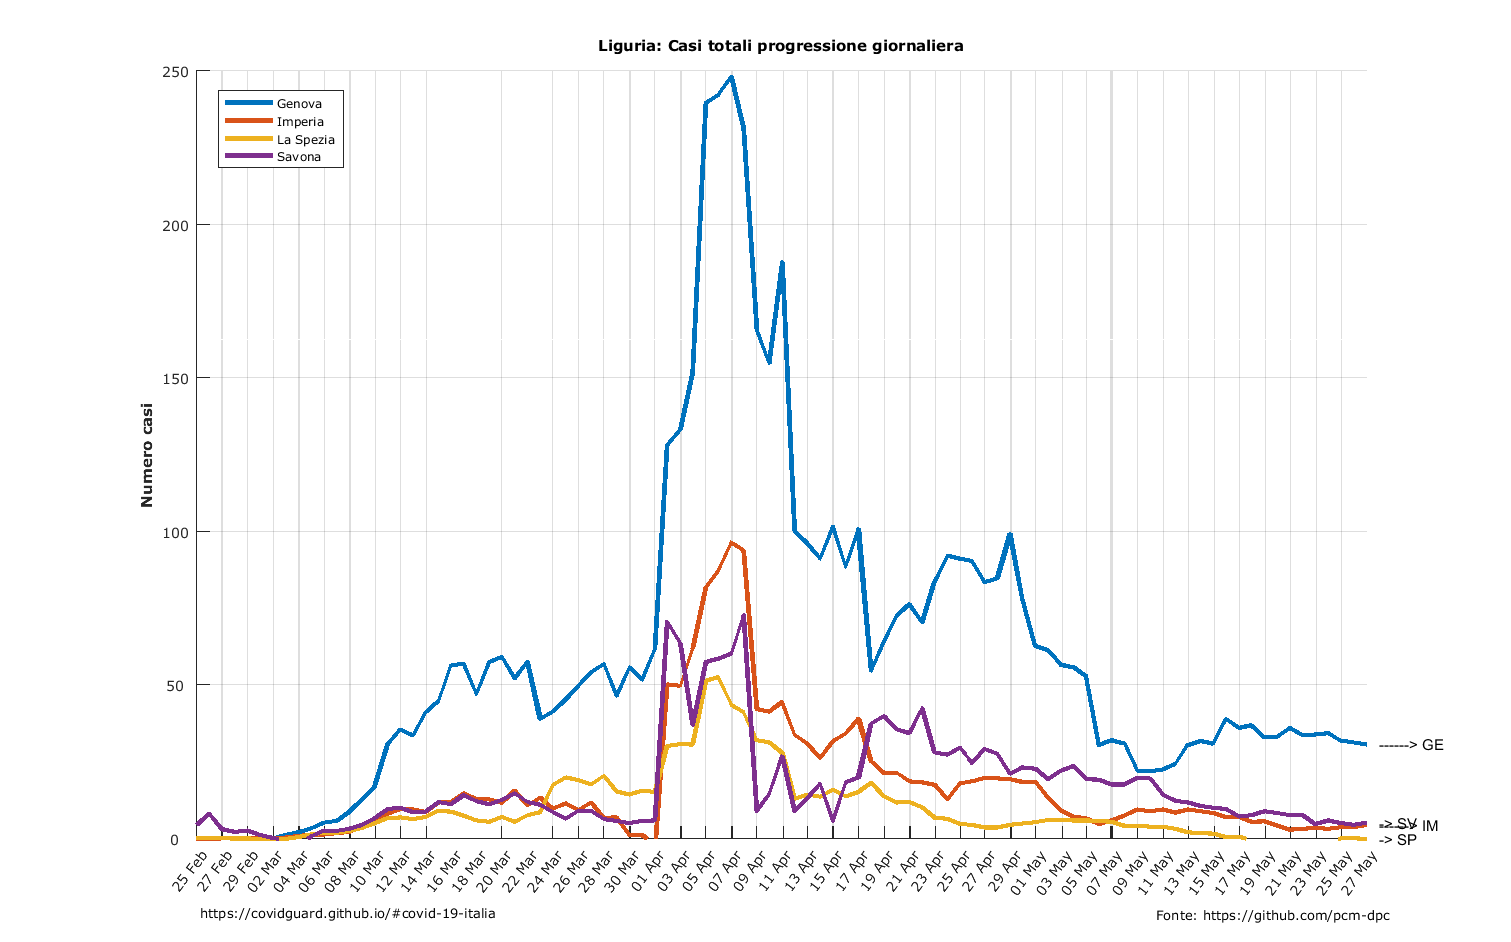 Liguria: Casi totali progressione giornaliera
250
200
150
100
50
0
Numero casi
Genova
Imperia
La Spezia
Savona
------> GE
-> SV
------> IM
-> SP
25 Feb
27 Feb
29 Feb
02 Mar
04 Mar
06 Mar
08 Mar
10 Mar
12 Mar
14 Mar
16 Mar
18 Mar
20 Mar
22 Mar
24 Mar
26 Mar
28 Mar
30 Mar
01 Apr
03 Apr
05 Apr
07 Apr
09 Apr
11 Apr
13 Apr
15 Apr
17 Apr
19 Apr
21 Apr
23 Apr
25 Apr
27 Apr
29 Apr
01 May
03 May
05 May
07 May
09 May
11 May
13 May
15 May
17 May
19 May
21 May
23 May
25 May
27 May
https://covidguard.github.io/#covid-19-italia
Fonte: https://github.com/pcm-dpc